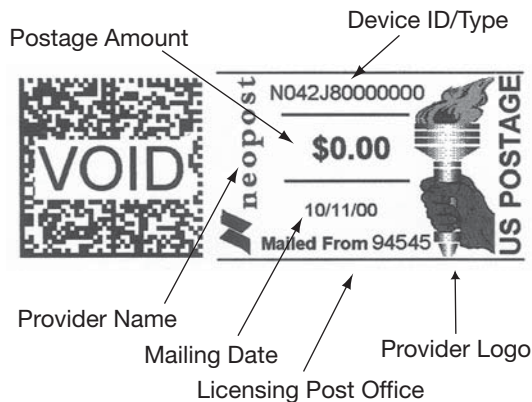 Postage Amount
Device ID/Type
VOID
neopost
N042J80000000
$0.00
10/11/00
Mailed From 94545
US POSTAGE
Provider Name
Mailing Date
Provider Logo
Licensing Post Office